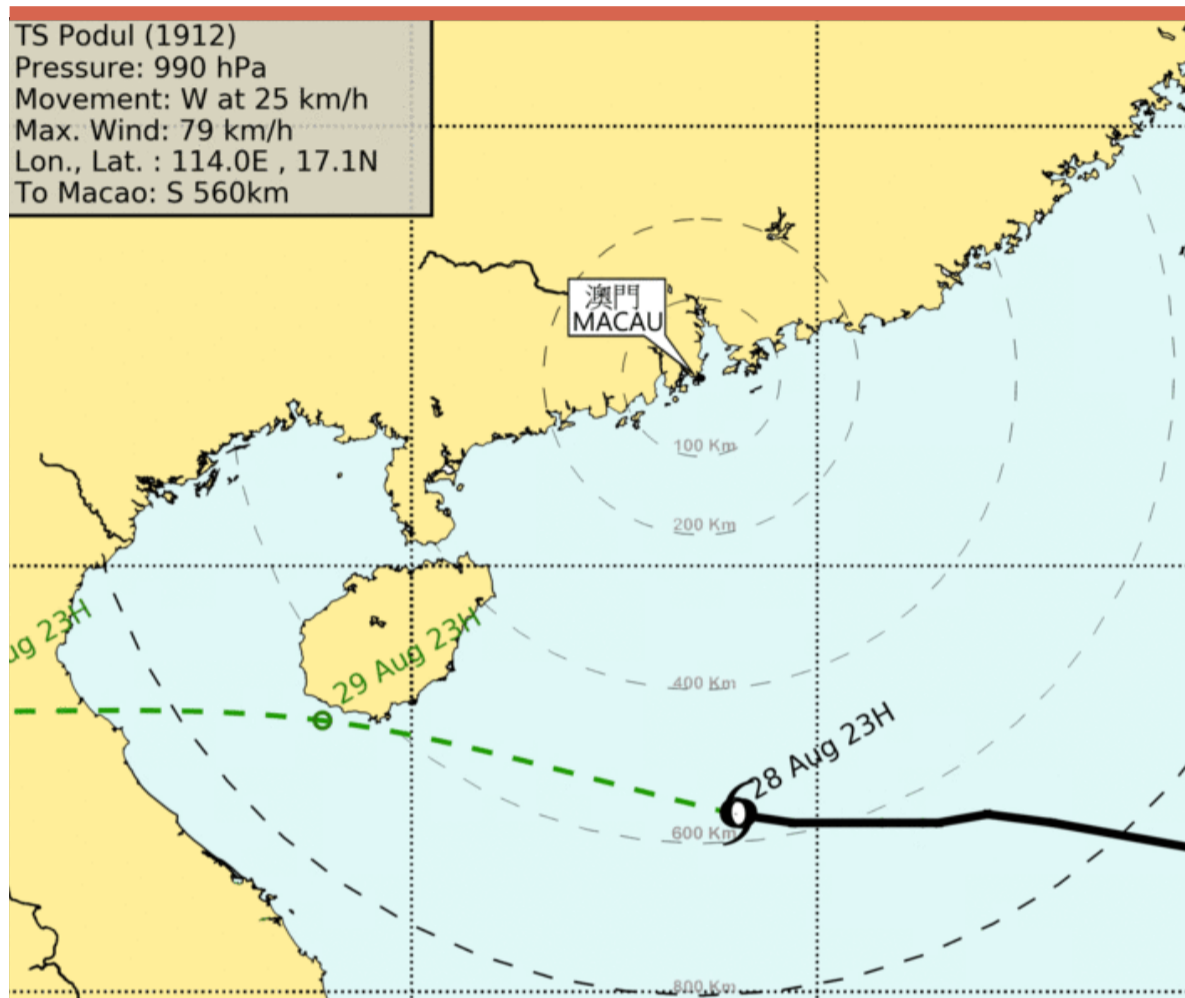 TS Podul (1912)
Pressure: 990 hPa
Movement: W at 25 km/h
Max. Wind: 79 km/h
Lon., Lat. : 114.0E , 17.1N
To Macao: S 560km
澳門
MACAU
100 Km
200 Km
ug 23H
29 Aug 23H
400 Km
28 Aug 23H
600 Km
800 Km